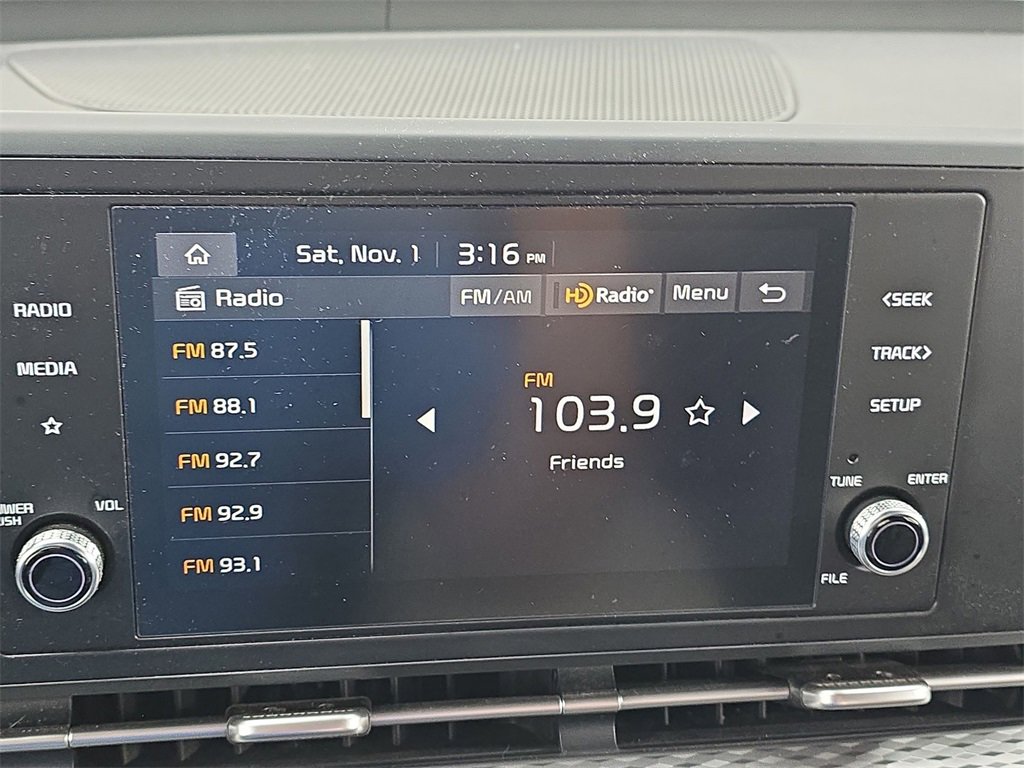 Sat, Nov. 1 3:16 PM
Radio FM/AM HD Radio Menu
FM 87.5
FM 88.1
FM 92.7
FM 92.9
FM 93.1
FM
103.9
Friends
RADIO
MEDIA
VOL
<SEEK
TRACK>
SETUP
TUNE
ENTER
FILE